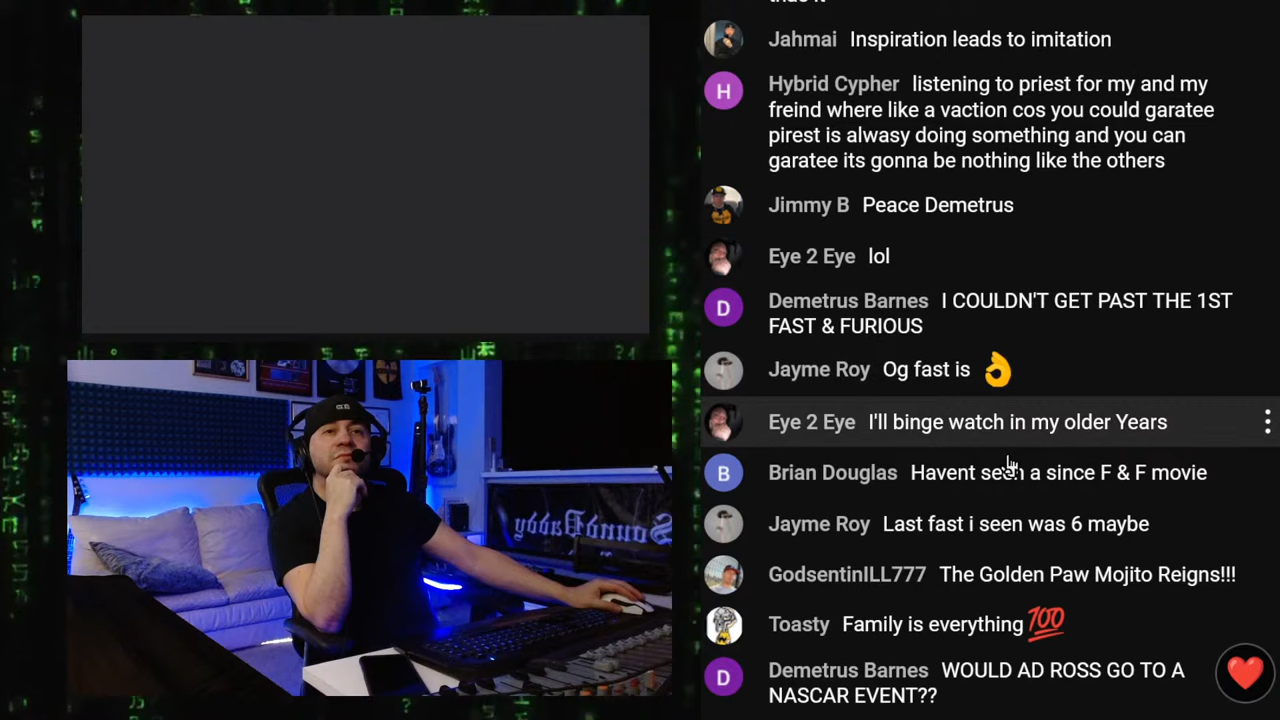 Jahmai Inspiration leads to imitation
H
Hybrid Cypher listening to priest for my and my
freind where like a vaction cos you could garatee
pirest is alwasy doing something and you can
garatee its gonna be nothing like the others
Jimmy B Peace Demetrus
Eye 2 Eye lol
D
Demetrus Barnes I COULDN'T GET PAST THE 1ST
FAST & FURIOUS
Jayme Roy Og fast is 👌
Eye 2 Eye I'll binge watch in my older Years
B
Brian Douglas Havent seen a since F & F movie
Jayme Roy Last fast i seen was 6 maybe
GodsentinILL777 The Golden Paw Mojito Reigns!!!
Toasty Family is everything 💯
D
Demetrus Barnes WOULD AD ROSS GO TO A
NASCAR EVENT??
SoundDaddy